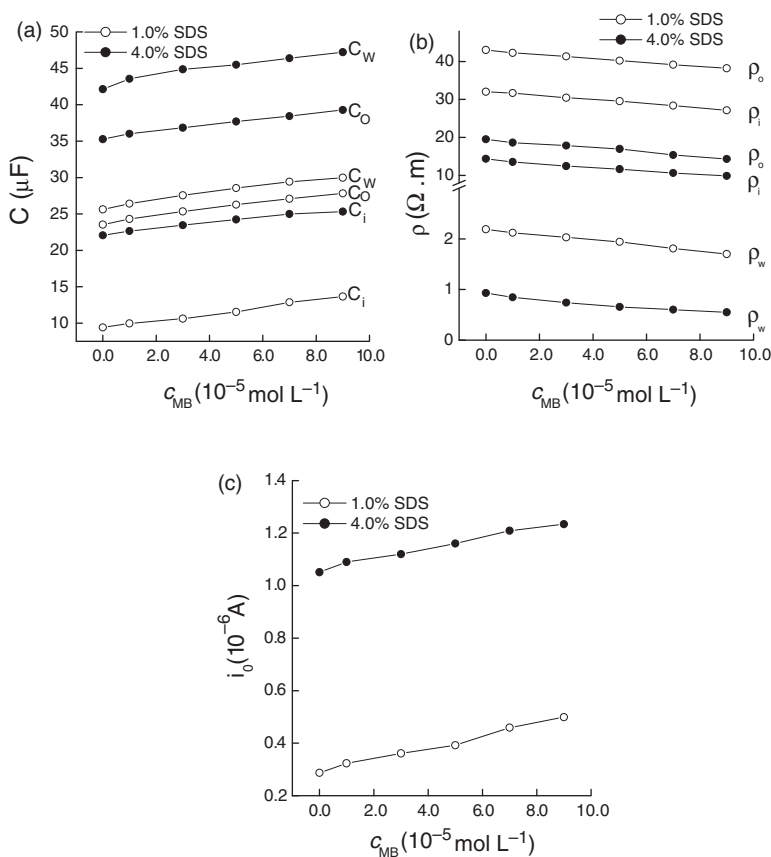 (a)
1.0% SDS
4.0% SDS
50
45
40
35
30
25
20
15
10
C (μF)
C_W
C_O
C_W
C_O
C_i
C_i
0.0 2.0 4.0 6.0 8.0 10.0
c_MB (10⁻⁵ mol L⁻¹)
(b)
1.0% SDS
4.0% SDS
40
30
20
10
2
1
0
ρ (Ω .m)
ρ_o
ρ_i
ρ_o
ρ_i
ρ_w
ρ_w
0.0 2.0 4.0 6.0 8.0 10.0
c_MB (10⁻⁵ mol L⁻¹)
(c)
1.0% SDS
4.0% SDS
1.4
1.2
1.0
0.8
0.6
0.4
0.2
i₀(10⁻⁶A)
0.0 2.0 4.0 6.0 8.0 10.0
c_MB (10⁻⁵ mol L⁻¹)